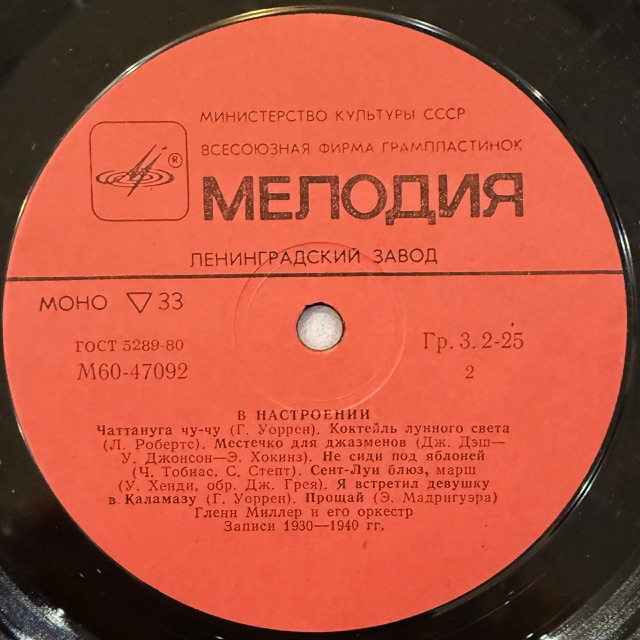 МИНИСТЕРСТВО КУЛЬТУРЫ СССР
ВСЕСОЮЗНАЯ ФИРМА ГРАМПЛАСТИНОК
®
МЕЛОДИЯ
ЛЕНИНГРАДСКИЙ ЗАВОД
МОНО ▽ 33
ГОСТ 5289-80
Гр. 3. 2-25
М60-47092
2
В НАСТРОЕНИИ
Чаттануга чу-чу (Г. Уоррен). Коктейль лунного света
(Л. Робертс). Местечко для джазменов (Дж. Дэш—
У. Джонсон—Э. Хокинз). Не сиди под яблоней
(Ч. Тобиас, С. Степт). Сент-Луи блюз, марш
(У. Хенди, обр. Дж. Грея). Я встретил девушку
в Каламазу (Г. Уоррен). Прощай (Э. Мадригуэра)
Гленн Миллер и его оркестр
Записи 1930—1940 гг.